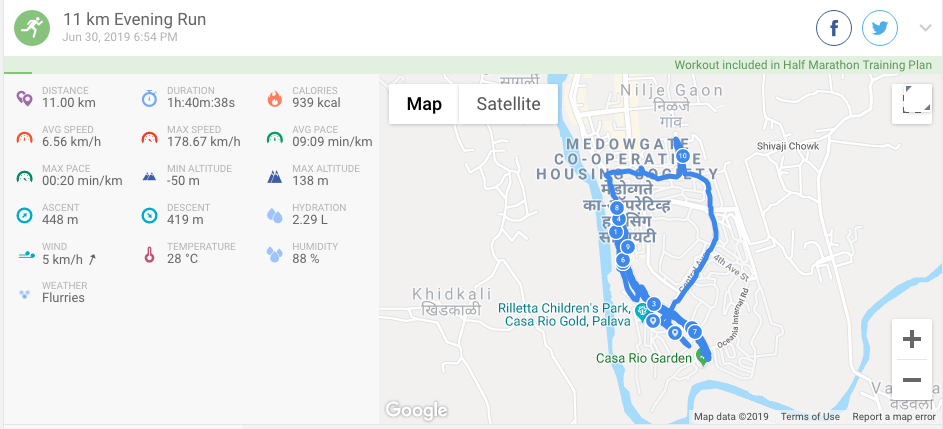 11 km Evening Run
Jun 30, 2019 6:54 PM
Workout included in Half Marathon Training Plan
DISTANCE
11.00 km
DURATION
1h:40m:38s
CALORIES
939 kcal
AVG SPEED
6.56 km/h
MAX SPEED
178.67 km/h
AVG PACE
09:09 min/km
MAX PACE
00:20 min/km
MIN ALTITUDE
-50 m
MAX ALTITUDE
138 m
ASCENT
448 m
DESCENT
419 m
HYDRATION
2.29 L
WIND
5 km/h
TEMPERATURE
28 °C
HUMIDITY
88 %
WEATHER
Flurries
Map
Satellite
सागर्ली
Nilje Gaon
निळजे
गांव
Shivaji Chowk
MEDOWGATE
CO-OPERATIVE
HOUSING SOCIETY
मेडोव्गते
10
8
4
1
9
6
3
7
Central Ave
4th Ave St
Oceania Internal Rd
Khidkali
खिडकाळी
Rilletta Children's Park,
Casa Rio Gold, Palava
Casa Rio Garden
वडवली
Google
Map data ©2019
Terms of Use
Report a map error